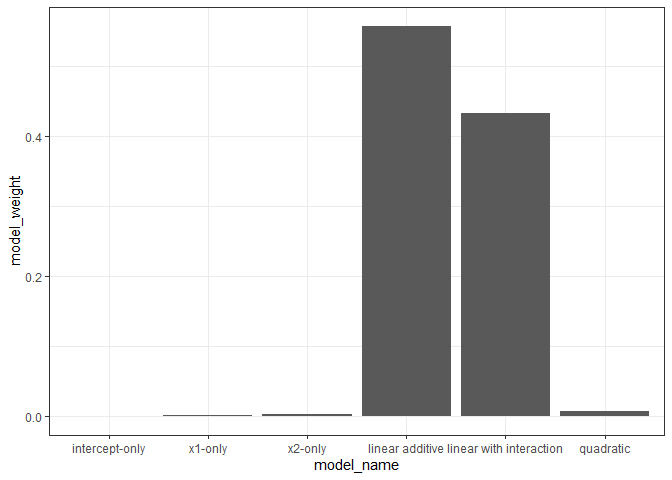 model_weight
0.4
0.2
0.0
intercept-only x1-only x2-only linear additive linear with interaction quadratic
model_name